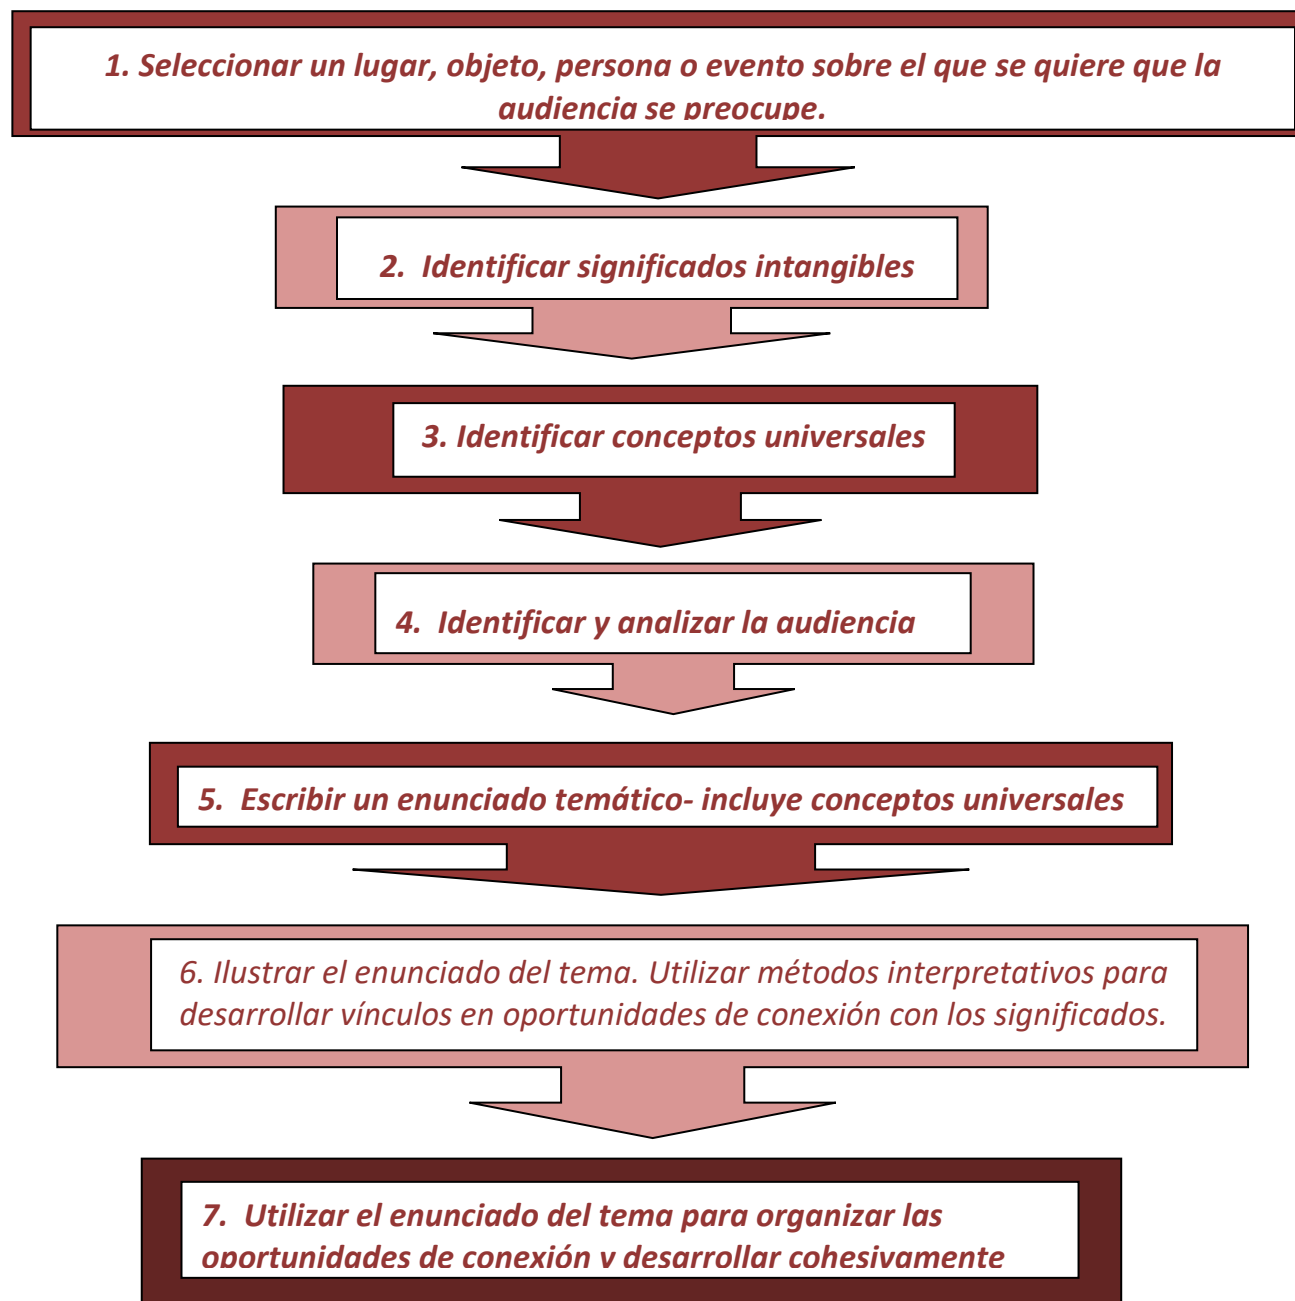 1. Seleccionar un lugar, objeto, persona o evento sobre el que se quiere que la
audiencia se preocupe.
2. Identificar significados intangibles
3. Identificar conceptos universales
4. Identificar y analizar la audiencia
5. Escribir un enunciado temático- incluye conceptos universales
6. Ilustrar el enunciado del tema. Utilizar métodos interpretativos para
desarrollar vínculos en oportunidades de conexión con los significados.
7. Utilizar el enunciado del tema para organizar las
oportunidades de conexión y desarrollar cohesivamente